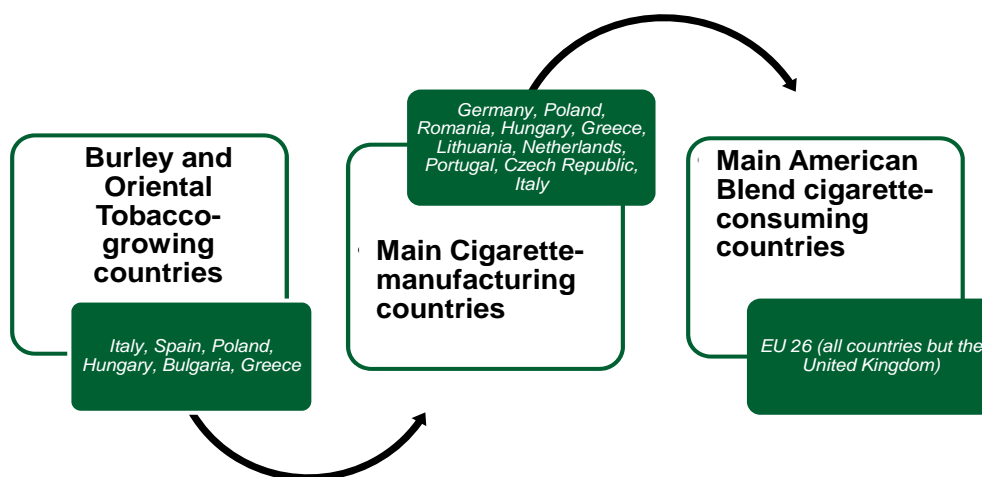 Burley and
Oriental
Tobacco-
growing
countries
Italy, Spain, Poland,
Hungary, Bulgaria, Greece
Germany, Poland,
Romania, Hungary, Greece,
Lithuania, Netherlands,
Portugal, Czech Republic,
Italy
• Main Cigarette-
manufacturing
countries
• Main American
Blend cigarette-
consuming
countries
EU 26 (all countries but the
United Kingdom)